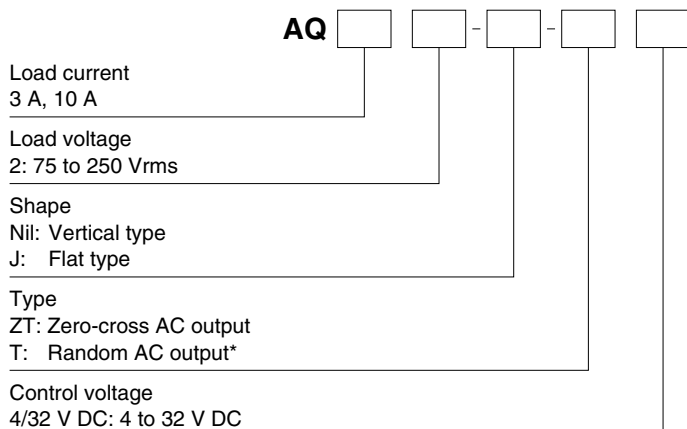 AQ - -
Load current
3 A, 10 A
Load voltage
2: 75 to 250 Vrms
Shape
Nil: Vertical type
J: Flat type
Type
ZT: Zero-cross AC output
T: Random AC output*
Control voltage
4/32 V DC: 4 to 32 V DC